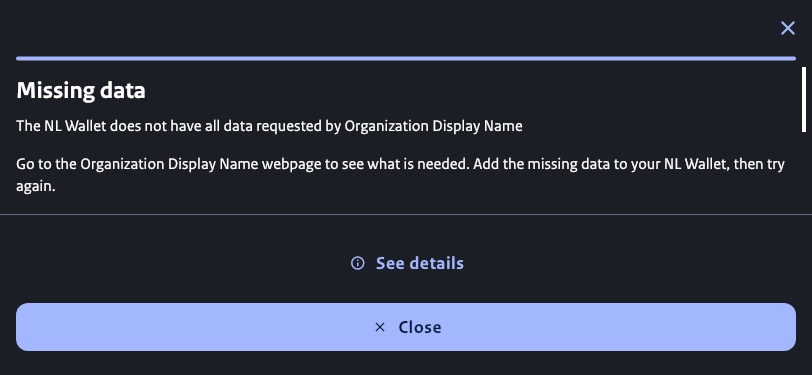 Missing data
The NL Wallet does not have all data requested by Organization Display Name
Go to the Organization Display Name webpage to see what is needed. Add the missing data to your NL Wallet, then try
again.
See details
Close